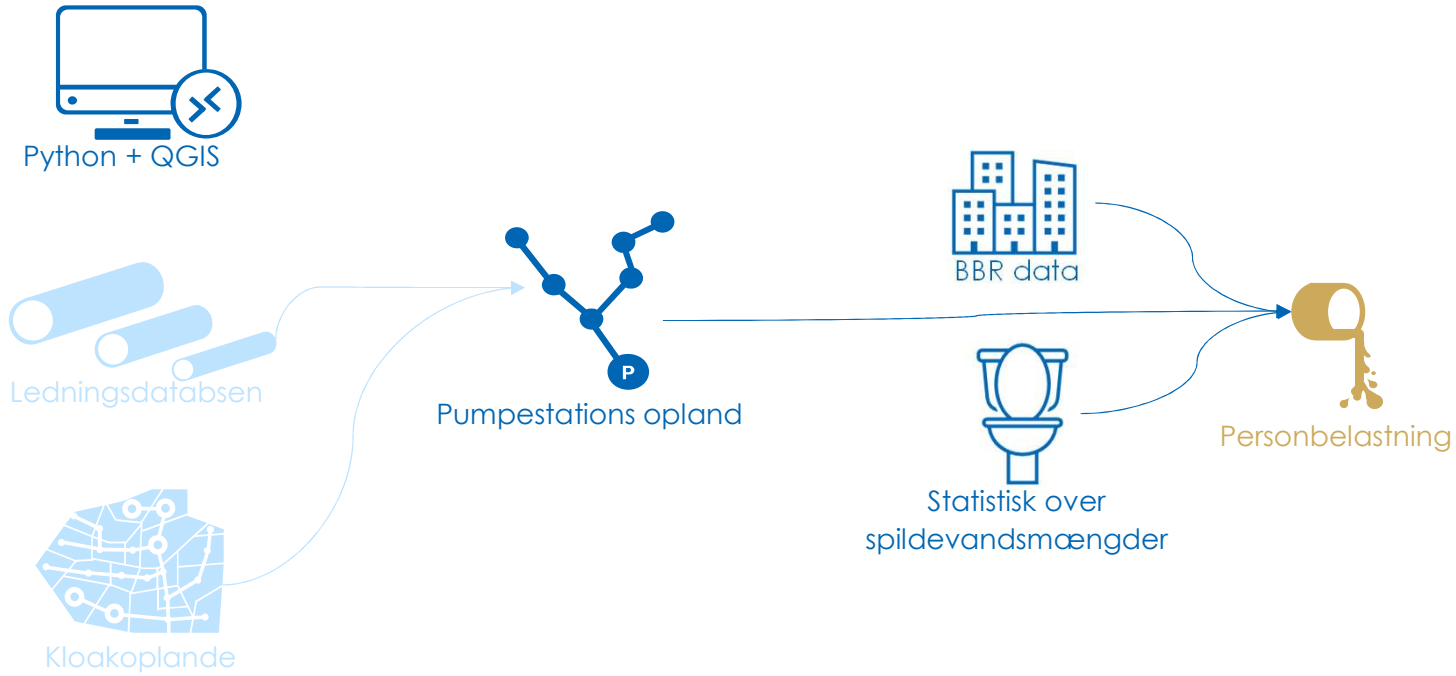 Python + QGIS
Ledningsdatabsen
Kloakoplande
P
Pumpestations opland
BBR data
Statistisk over
spildevandsmængder
Personbelastning